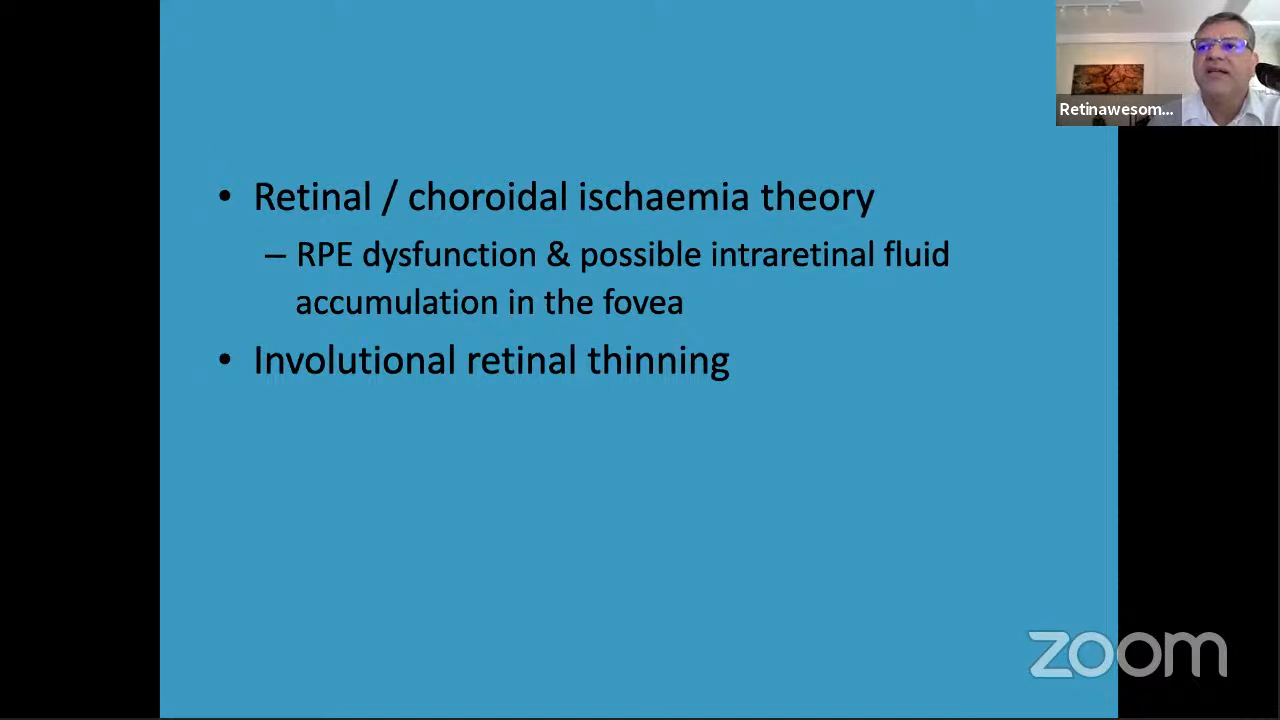 Retinawesom...
• Retinal / choroidal ischaemia theory
– RPE dysfunction & possible intraretinal fluid
accumulation in the fovea
• Involutional retinal thinning
zoom